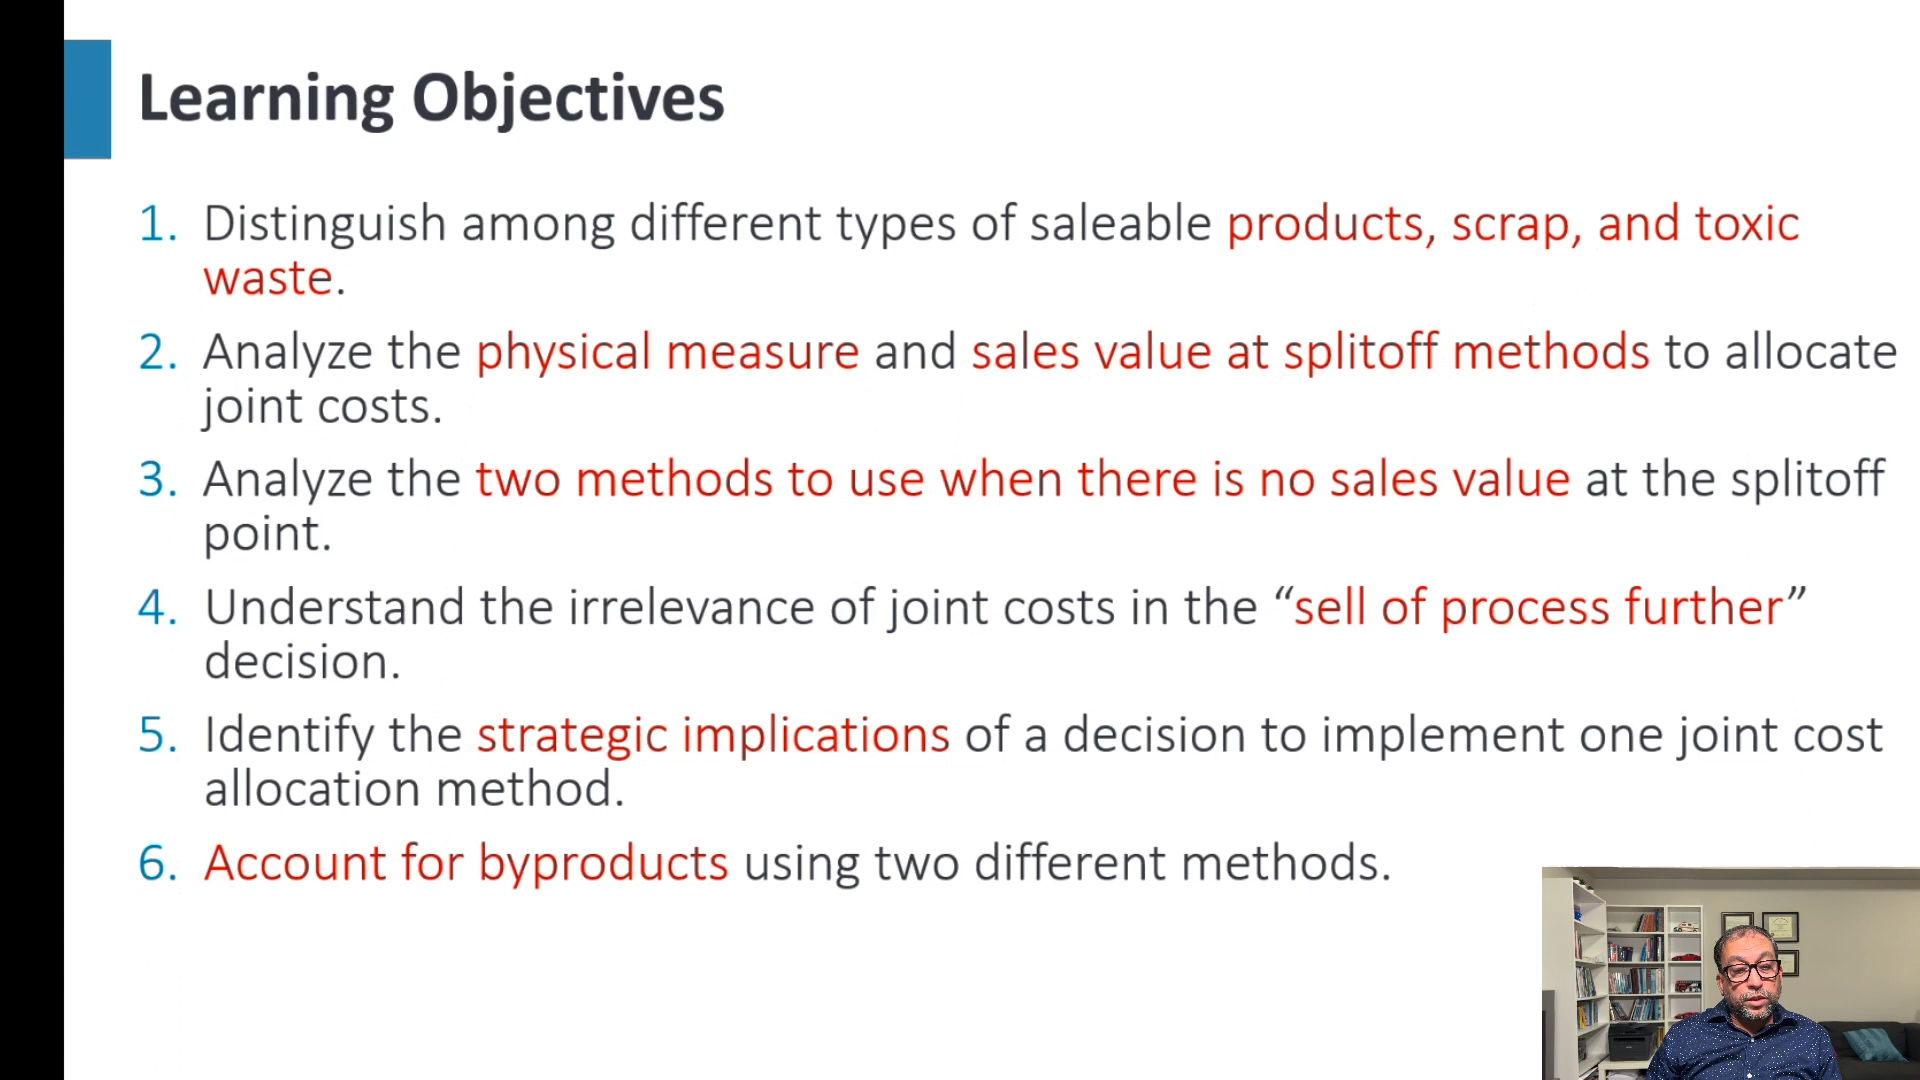 Learning Objectives
1. Distinguish among different types of saleable products, scrap, and toxic
waste.
2. Analyze the physical measure and sales value at splitoff methods to allocate
joint costs.
3. Analyze the two methods to use when there is no sales value at the splitoff
point.
4. Understand the irrelevance of joint costs in the “sell of process further”
decision.
5. Identify the strategic implications of a decision to implement one joint cost
allocation method.
6. Account for byproducts using two different methods.